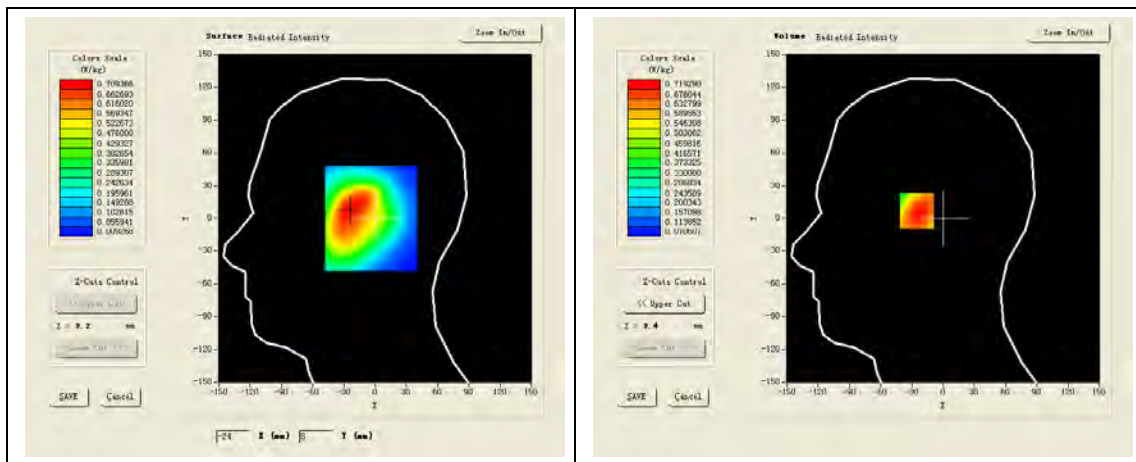 Surface Radiated Intensity
Zoom In/Out
Colors Scale
(W/kg)
0.709366
0.662693
0.616020
0.569347
0.522673
0.476000
0.429327
0.382654
0.335981
0.289307
0.242634
0.195961
0.149288
0.102615
0.055941
150
120
90
60
30
0
-30
-60
-90
-120
-150
-150 -120 -90 -60 -30 0 30 60 90 120 150
Z-Cuts Control
<< Upper Cut
Z = 9.2 mm
SAVE Cancel
-24 X (mm) 8 Y (mm)
Volume Radiated Intensity
Zoom In/Out
Colors Scale
(W/kg)
0.719290
0.676044
0.632799
0.589553
0.546308
0.503062
0.459816
0.416571
0.373325
0.330080
0.286834
0.243589
0.200343
0.157098
0.113852
150
120
90
60
30
0
-30
-60
-90
-120
-150
-150 -120 -90 -60 -30 0 30 60 90 120 150
Z-Cuts Control
<< Upper Cut
Z = 9.4 mm
SAVE Cancel